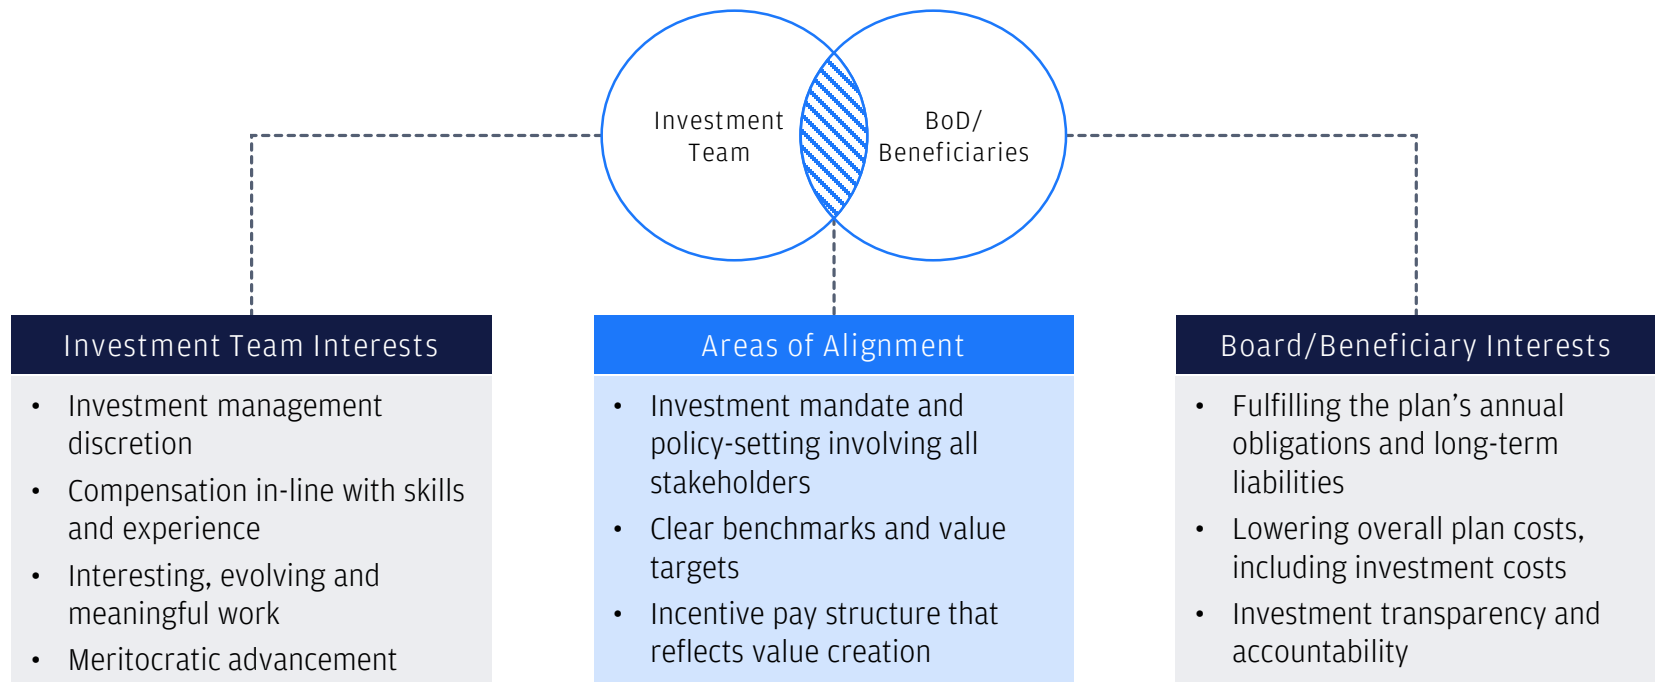 Investment
Team
BoD/
Beneficiaries
Investment Team Interests
• Investment management
discretion
• Compensation in-line with skills
and experience
• Interesting, evolving and
meaningful work
• Meritocratic advancement
Areas of Alignment
• Investment mandate and
policy-setting involving all
stakeholders
• Clear benchmarks and value
targets
• Incentive pay structure that
reflects value creation
Board/Beneficiary Interests
• Fulfilling the plan’s annual
obligations and long-term
liabilities
• Lowering overall plan costs,
including investment costs
• Investment transparency and
accountability